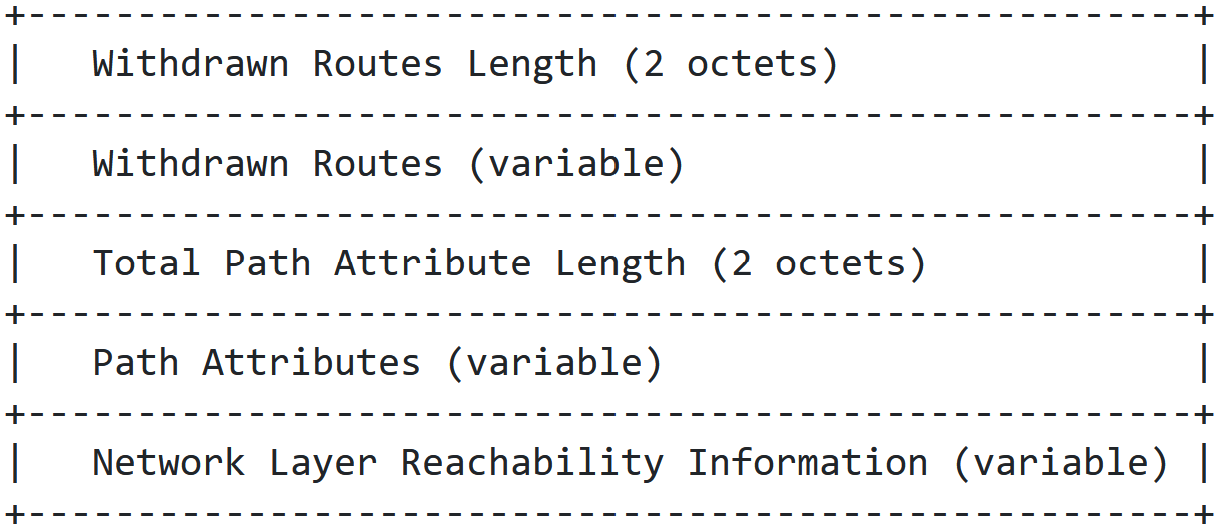 +-----------------------------------------------------+
|   Withdrawn Routes Length (2 octets)                |
+-----------------------------------------------------+
|   Withdrawn Routes (variable)                       |
+-----------------------------------------------------+
|   Total Path Attribute Length (2 octets)            |
+-----------------------------------------------------+
|   Path Attributes (variable)                        |
+-----------------------------------------------------+
|   Network Layer Reachability Information (variable) |
+-----------------------------------------------------+